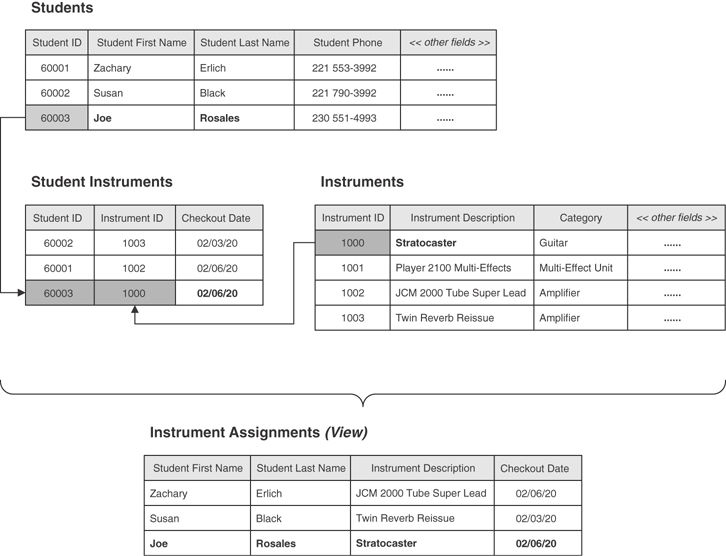 Students
Student ID Student First Name Student Last Name Student Phone << other fields >>
60001 Zachary Erlich 221 553-3992 ......
60002 Susan Black 221 790-3992 ......
60003 Joe Rosales 230 551-4993 ......
Student Instruments
Student ID Instrument ID Checkout Date
60002 1003 02/03/20
60001 1002 02/06/20
60003 1000 02/06/20
Instruments
Instrument ID Instrument Description Category << other fields >>
1000 Stratocaster Guitar ......
1001 Player 2100 Multi-Effects Multi-Effect Unit ......
1002 JCM 2000 Tube Super Lead Amplifier ......
1003 Twin Reverb Reissue Amplifier ......
Instrument Assignments (View)
Student First Name Student Last Name Instrument Description Checkout Date
Zachary Erlich JCM 2000 Tube Super Lead 02/06/20
Susan Black Twin Reverb Reissue 02/03/20
Joe Rosales Stratocaster 02/06/20